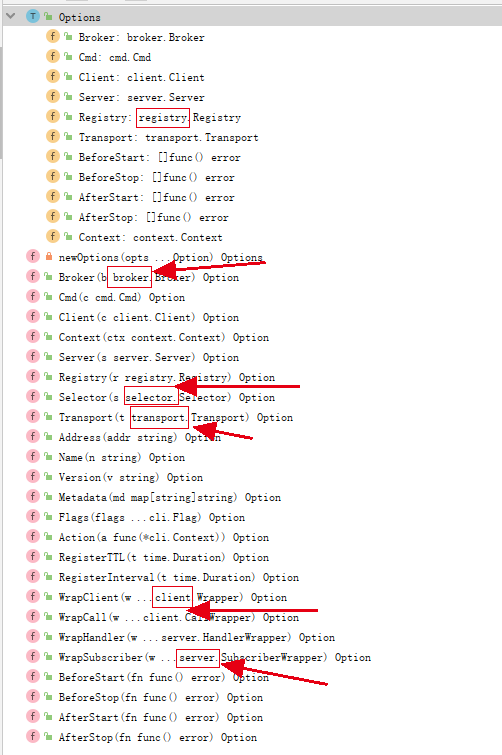 Options
Broker: broker.Broker
Cmd: cmd.Cmd
Client: client.Client
Server: server.Server
Registry: registry.Registry
Transport: transport.Transport
BeforeStart: []func() error
BeforeStop: []func() error
AfterStart: []func() error
AfterStop: []func() error
Context: context.Context
newOptions(opts ...Option) Options
Broker(b broker.Broker) Option
Cmd(c cmd.Cmd) Option
Client(c client.Client) Option
Context(ctx context.Context) Option
Server(s server.Server) Option
Registry(r registry.Registry) Option
Selector(s selector.Selector) Option
Transport(t transport.Transport) Option
Address(addr string) Option
Name(n string) Option
Version(v string) Option
Metadata(md map[string]string) Option
Flags(flags ...cli.Flag) Option
Action(a func(*cli.Context)) Option
RegisterTTL(t time.Duration) Option
RegisterInterval(t time.Duration) Option
WrapClient(w ...client.Wrapper) Option
WrapCall(w ...client.CallWrapper) Option
WrapHandler(w ...server.HandlerWrapper) Option
WrapSubscriber(w ...server.SubscriberWrapper) Option
BeforeStart(fn func() error) Option
BeforeStop(fn func() error) Option
AfterStart(fn func() error) Option
AfterStop(fn func() error) Option